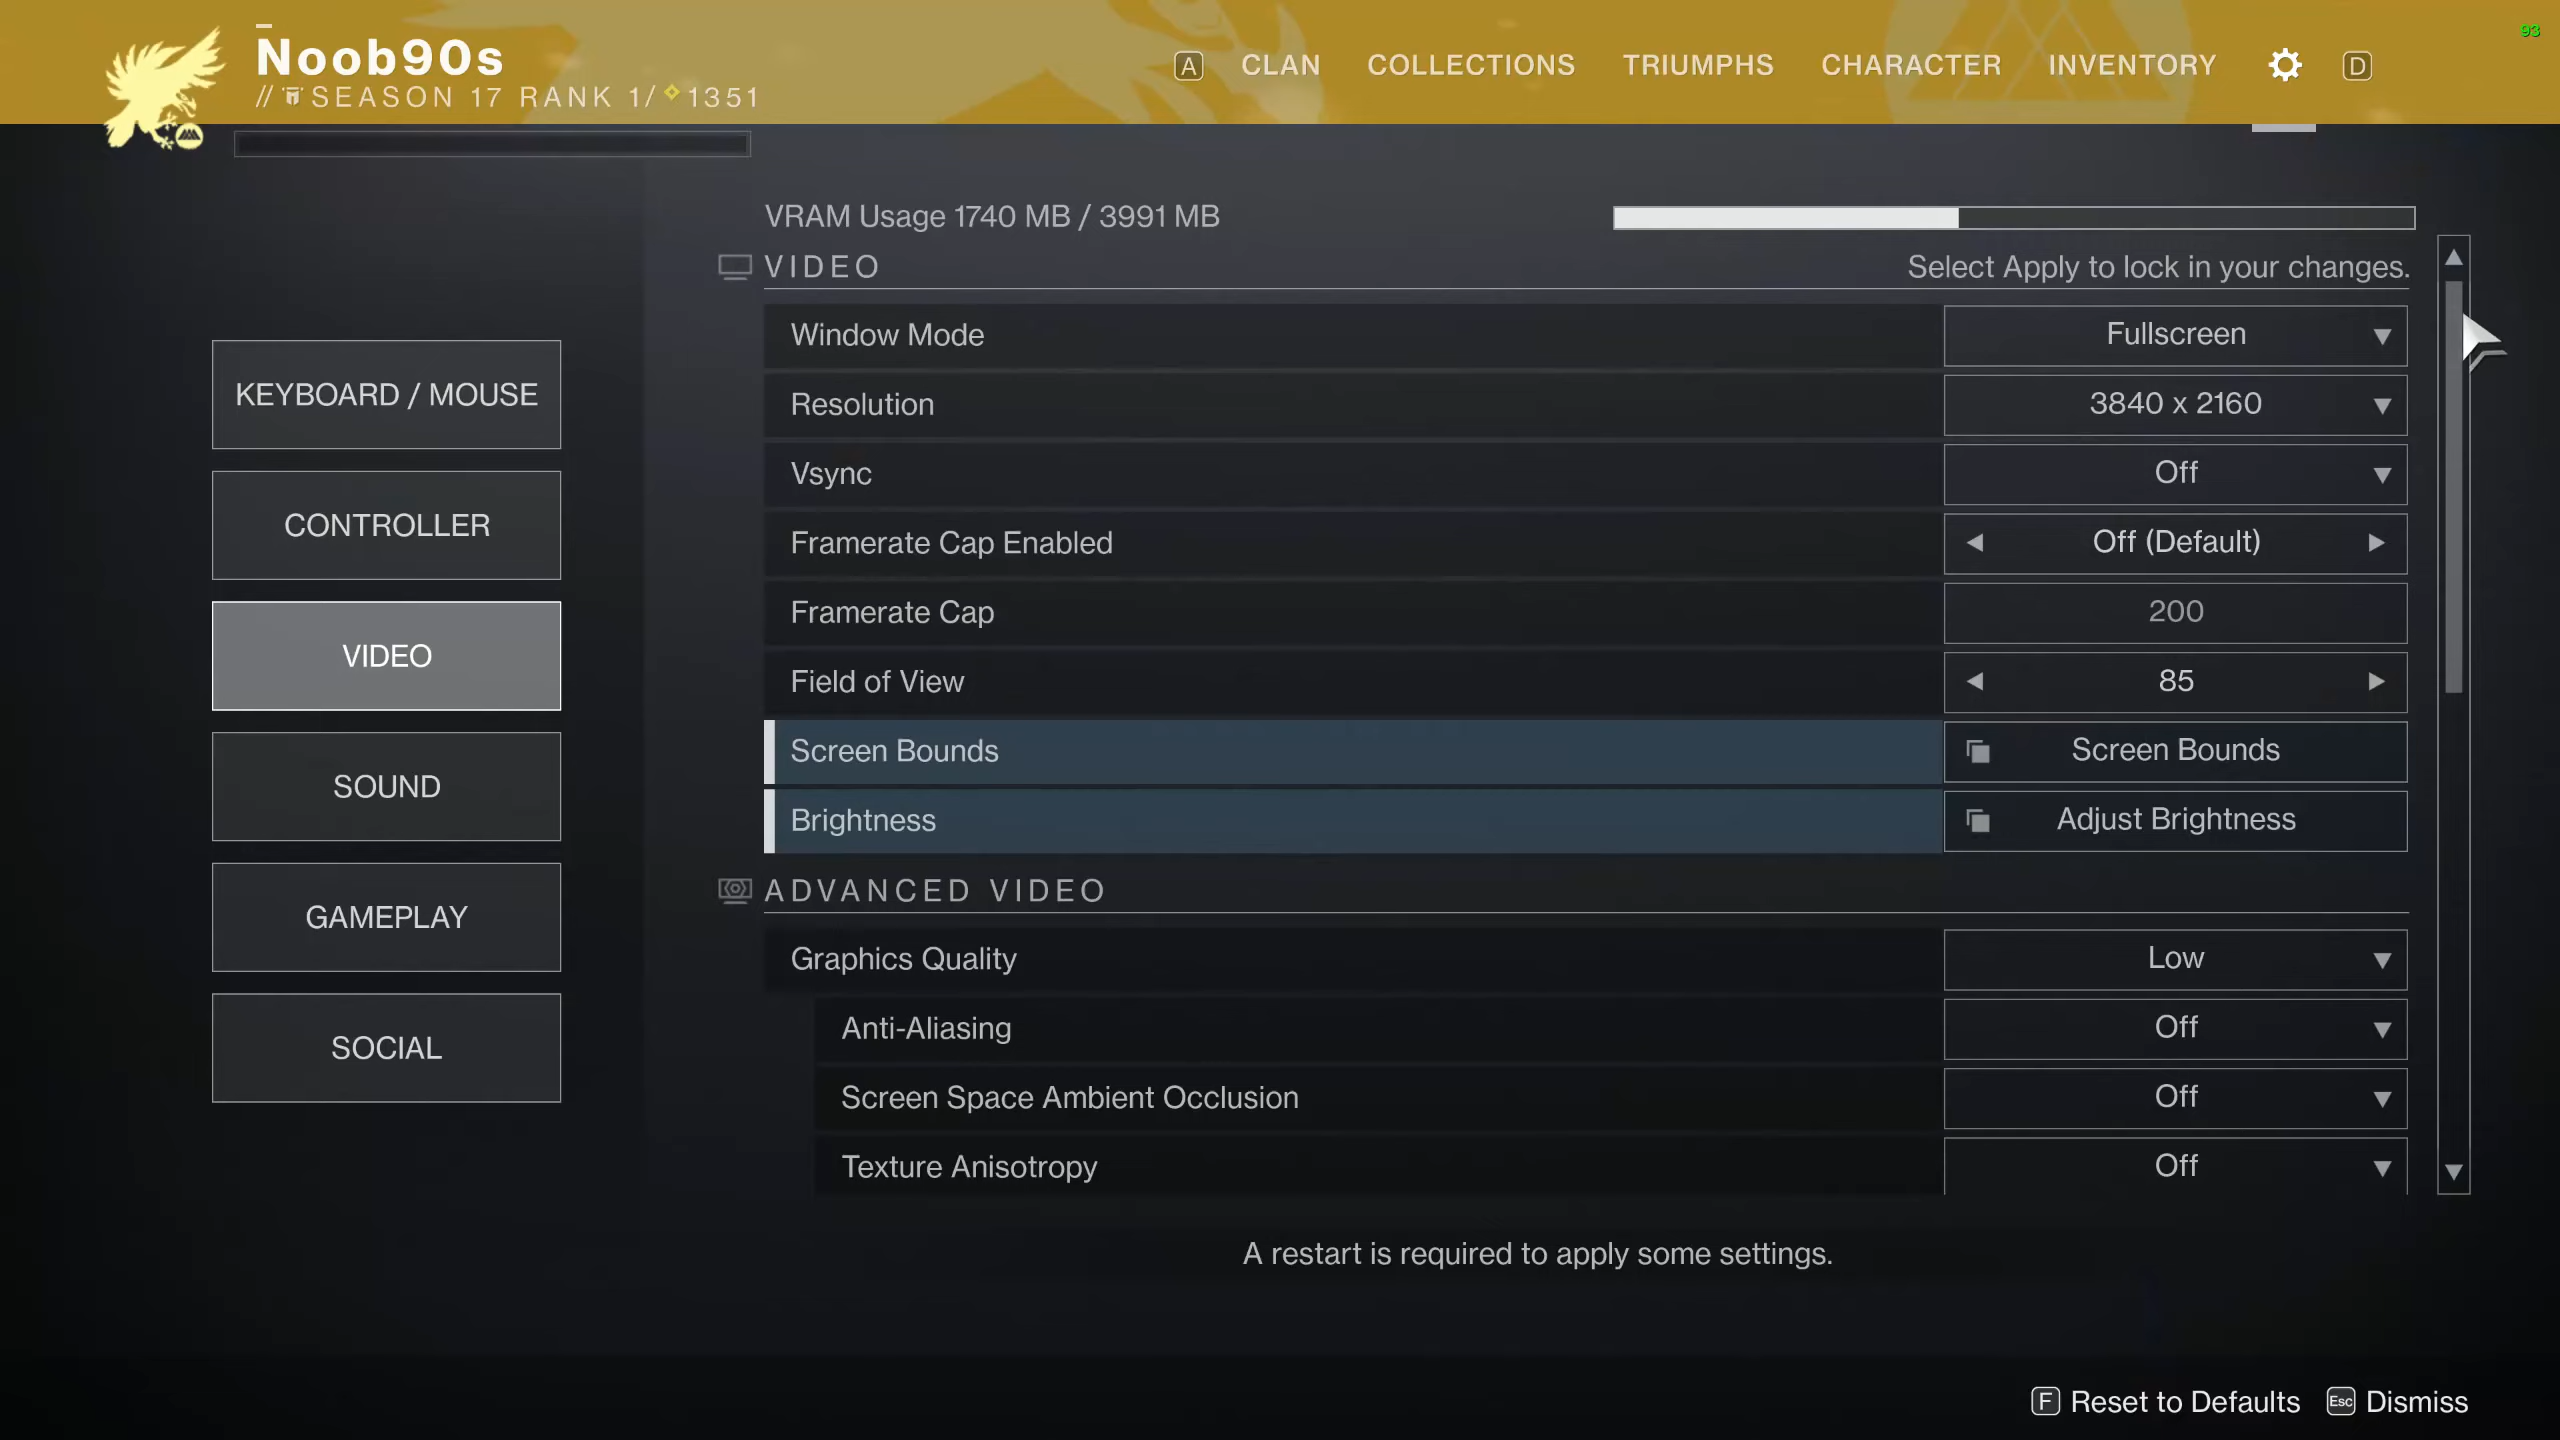 93
Noob90s
// SEASON 17 RANK 1/ 1351
A CLAN COLLECTIONS TRIUMPHS CHARACTER INVENTORY D
VRAM Usage 1740 MB / 3991 MB
VIDEO
Select Apply to lock in your changes.
KEYBOARD / MOUSE
CONTROLLER
VIDEO
SOUND
GAMEPLAY
SOCIAL
Window Mode Fullscreen
Resolution 3840 x 2160
Vsync Off
Framerate Cap Enabled Off (Default)
Framerate Cap 200
Field of View 85
Screen Bounds Screen Bounds
Brightness Adjust Brightness
ADVANCED VIDEO
Graphics Quality Low
Anti-Aliasing Off
Screen Space Ambient Occlusion Off
Texture Anisotropy Off
A restart is required to apply some settings.
F Reset to Defaults Esc Dismiss